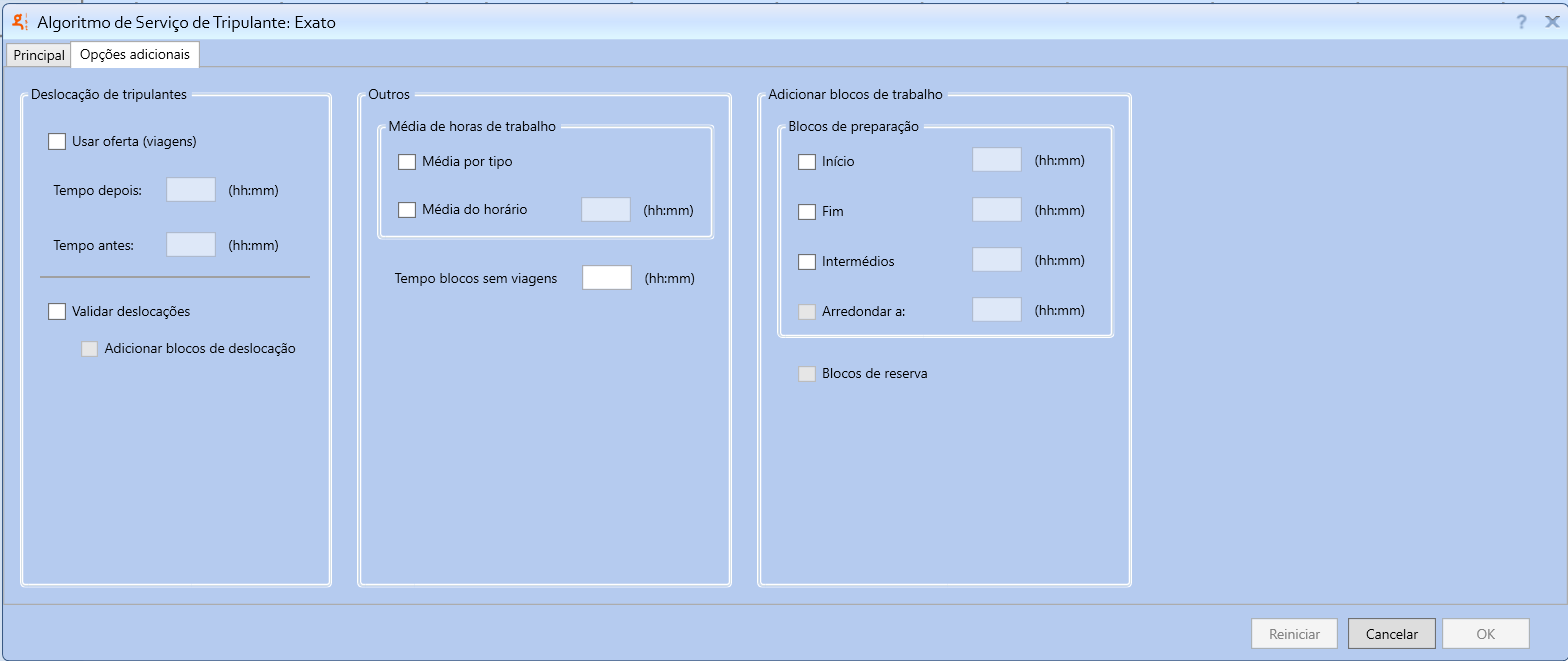 Algoritmo de Serviço de Tripulante: Exato
?
Principal
Opções adicionais
Deslocação de tripulantes
Usar oferta (viagens)
Tempo depois: (hh:mm)
Tempo antes: (hh:mm)
Validar deslocações
Adicionar blocos de deslocação
Outros
Média de horas de trabalho
Média por tipo
Média do horário (hh:mm)
Tempo blocos sem viagens (hh:mm)
Adicionar blocos de trabalho
Blocos de preparação
Início (hh:mm)
Fim (hh:mm)
Intermédios (hh:mm)
Arredondar a: (hh:mm)
Blocos de reserva
Reiniciar
Cancelar
OK